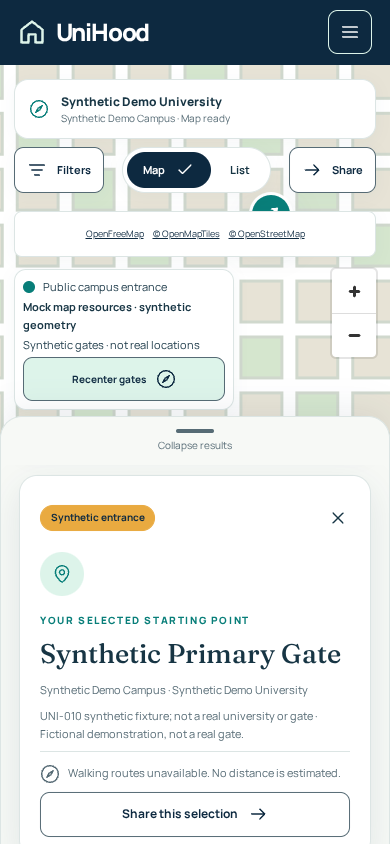 UniHood
Synthetic Demo University
Synthetic Demo Campus · Map ready
Filters
Map
List
Share
OpenFreeMap © OpenMapTiles © OpenStreetMap
Public campus entrance
Mock map resources · synthetic
geometry
Synthetic gates · not real locations
Recenter gates
+
−
Collapse results
Synthetic entrance
YOUR SELECTED STARTING POINT
Synthetic Primary Gate
Synthetic Demo Campus · Synthetic Demo University
UNI-010 synthetic fixture; not a real university or gate ·
Fictional demonstration, not a real gate.
Walking routes unavailable. No distance is estimated.
Share this selection